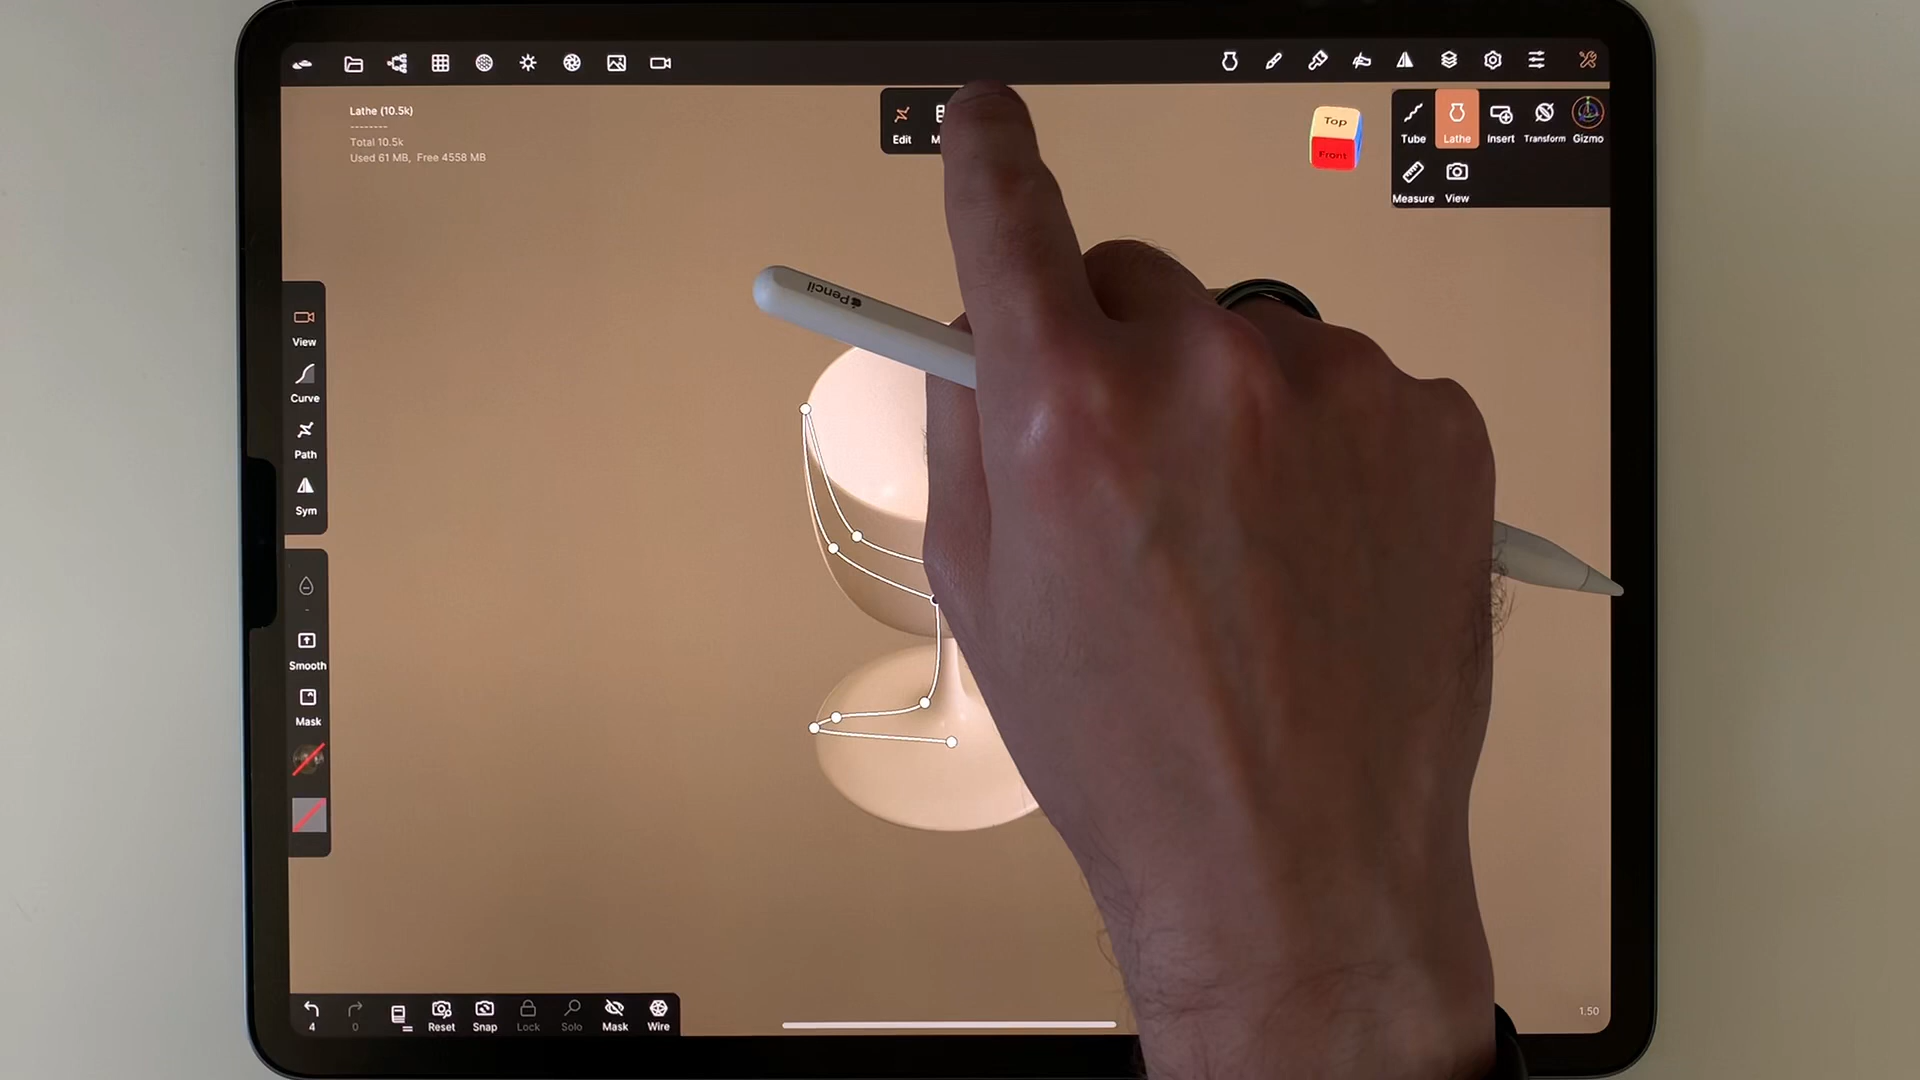 Lathe (10.5k)
--------
Total 10.5k
Used 61 MB, Free 4558 MB
Edit
Top
Front
Tube
Lathe
Insert
Transform
Gizmo
Measure
View
Pencil
View
Curve
Path
Sym
-
Smooth
Mask
4
0
Reset
Snap
Lock
Solo
Mask
Wire
1.50